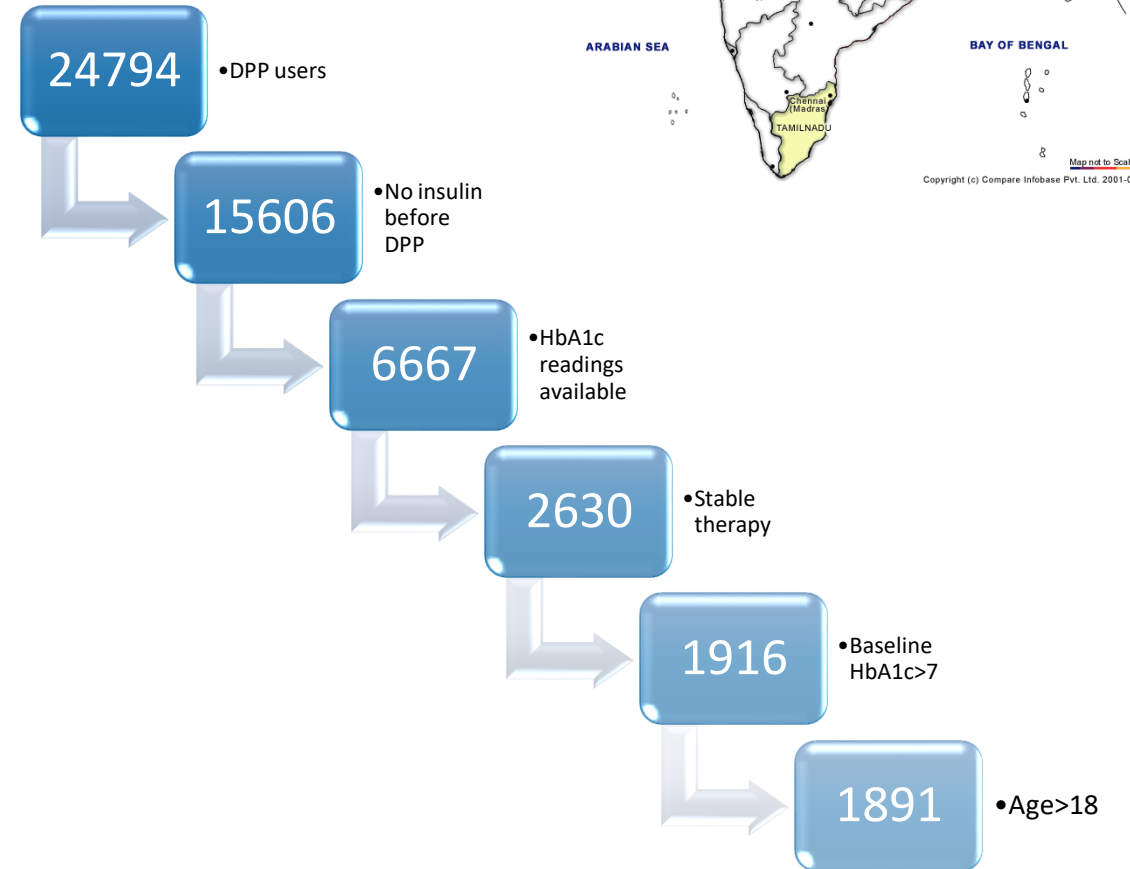 24794
•DPP users
ARABIAN SEA
BAY OF BENGAL
Chennai
(Madras)
TAMILNADU
Map not to Scal
Copyright (c) Compare Infobase Pvt. Ltd. 2001-0
15606
•No insulin
before
DPP
6667
•HbA1c
readings
available
2630
•Stable
therapy
1916
•Baseline
HbA1c>7
1891
•Age>18